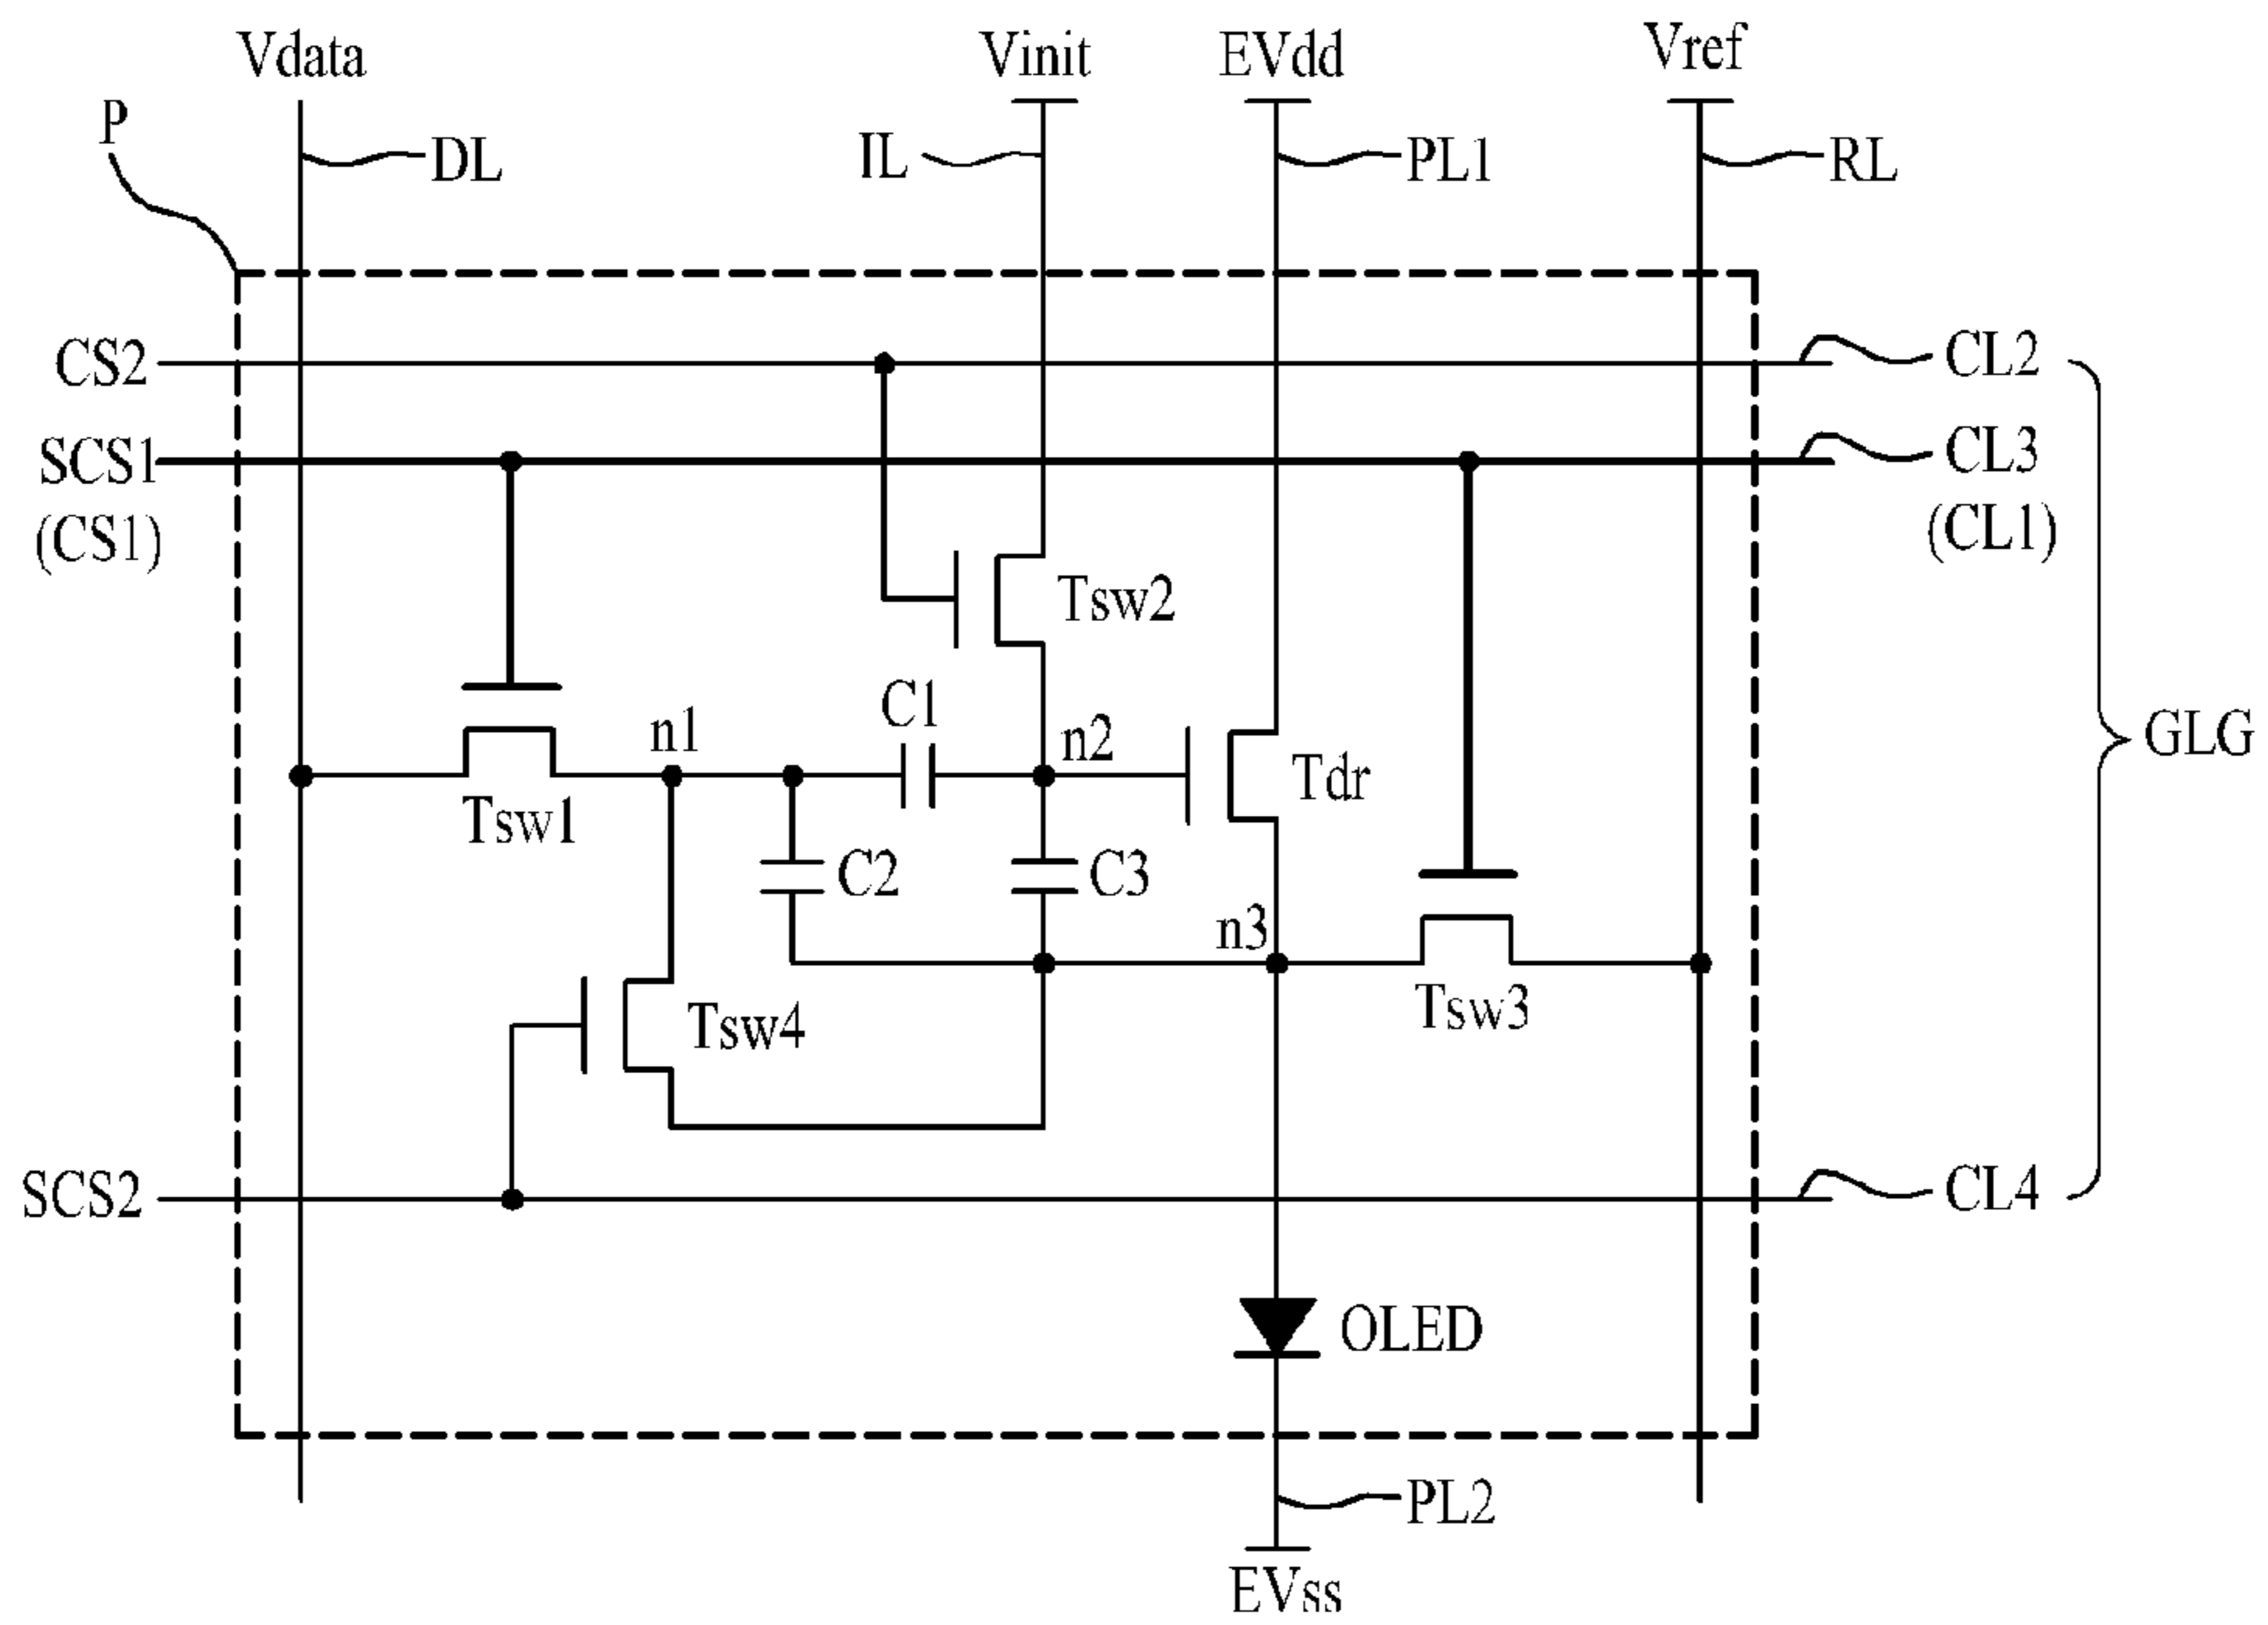 Vdata
Vinit
EVdd
Vref
P
DL
IL
PL1
RL
CS2
CL2
SCS1
(CS1)
CL3
(CL1)
Tsw2
C1
n1
n2
GLG
Tdr
Tsw1
C2
C3
n3
Tsw4
Tsw3
SCS2
CL4
OLED
PL2
EVss